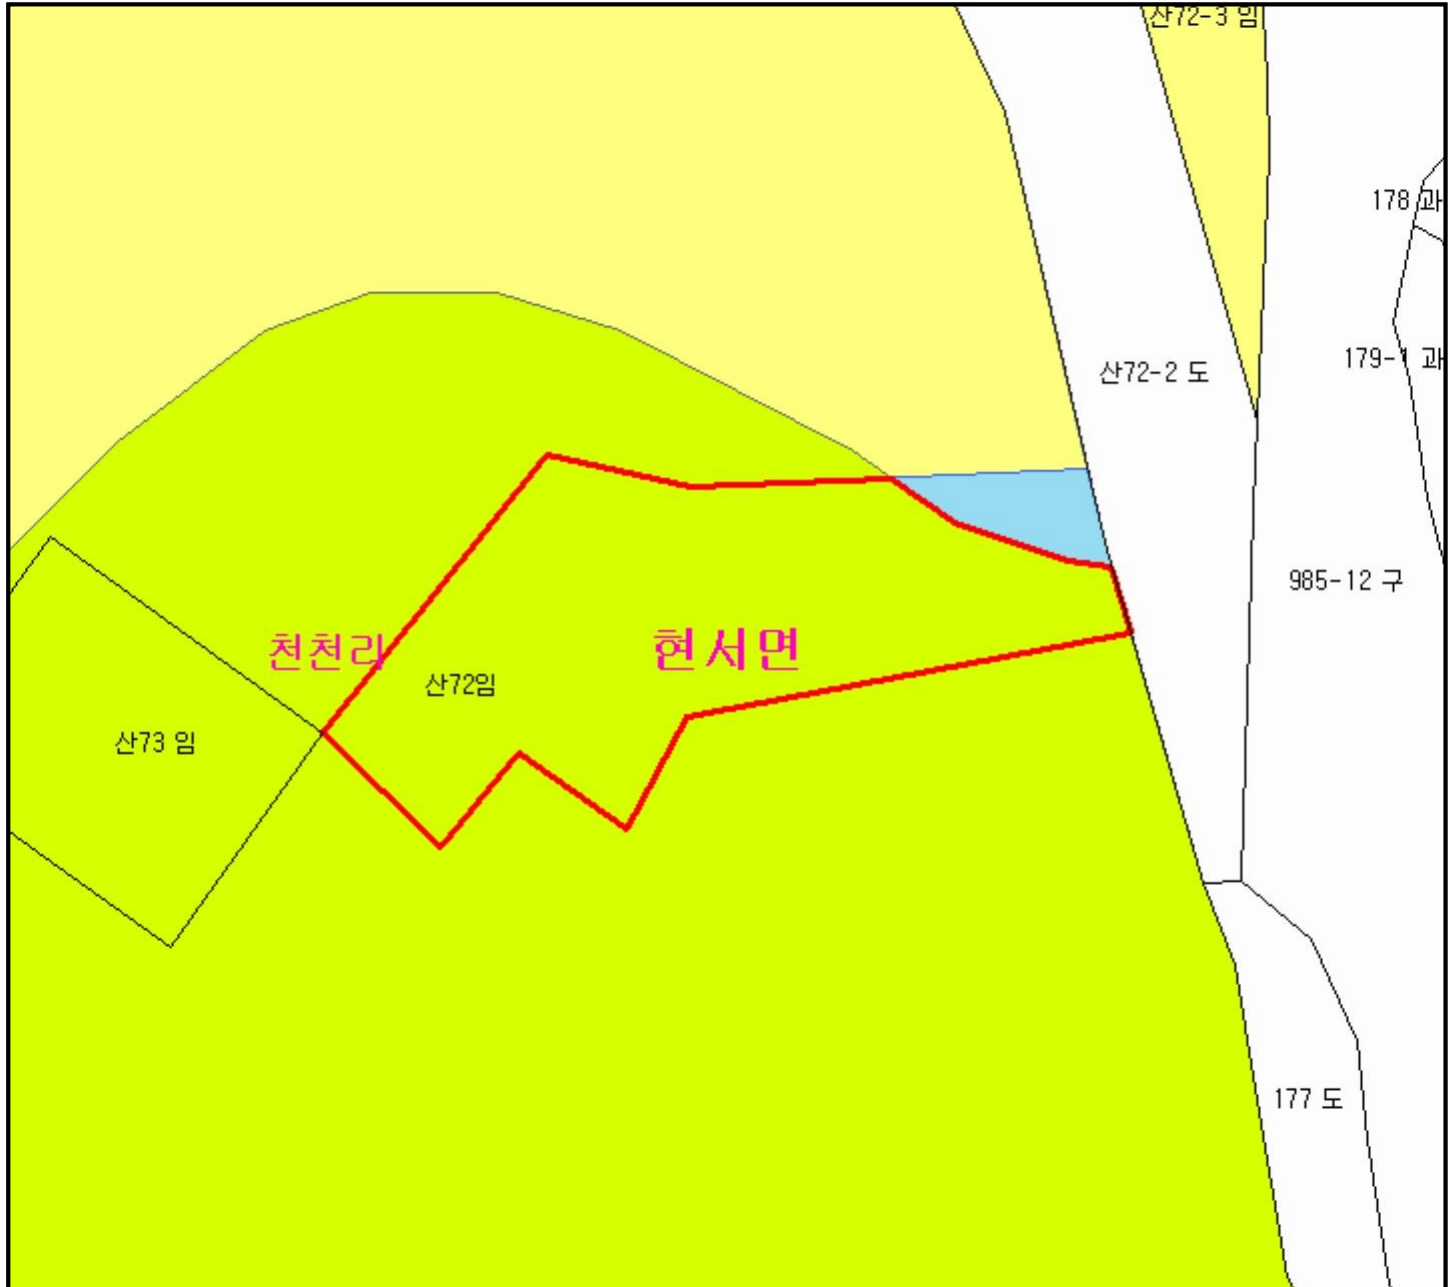 산72-3 임
178 과
179-1 과
산72-2 도
985-12 구
천천리
현서면
산72임
산73 임
177 도